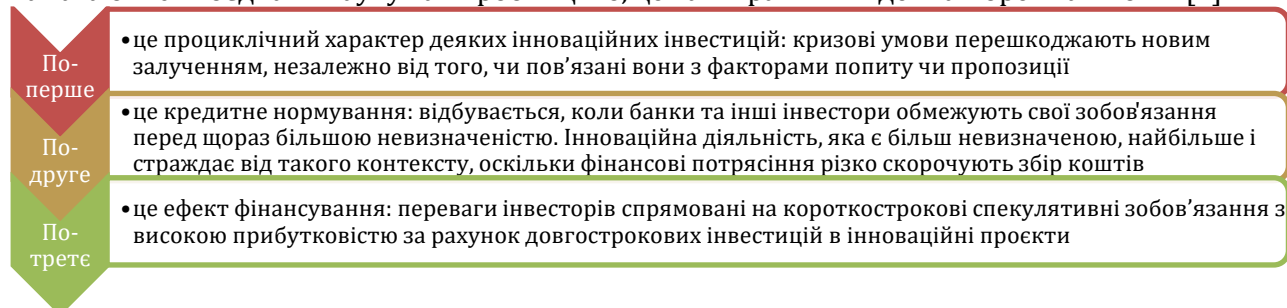 По-перше
•це проциклічний характер деяких інноваційних інвестицій: кризові умови перешкоджають новим
залученням, незалежно від того, чи пов’язані вони з факторами попиту чи пропозиції
По-друге
•це кредитне нормування: відбувається, коли банки та інші інвестори обмежують свої зобов'язання
перед щораз більшою невизначеністю. Інноваційна діяльність, яка є більш невизначеною, найбільше і
страждає від такого контексту, оскільки фінансові потрясіння різко скорочують збір коштів
По-третє
•це ефект фінансування: переваги інвесторів спрямовані на короткострокові спекулятивні зобов’язання з
високою прибутковістю за рахунок довгострокових інвестицій в інноваційні проєкти